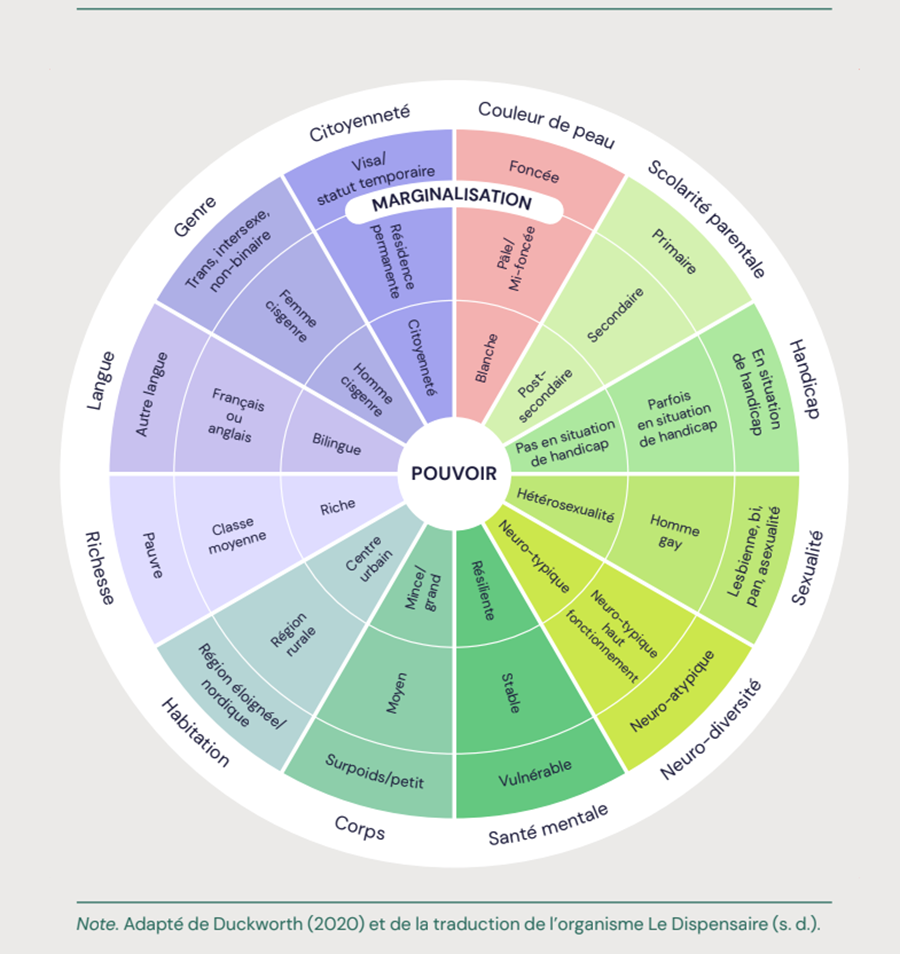 Citoyenneté
Visa/
statut temporaire
Résidence
permanente
Citoyenneté
Couleur de peau
Foncée
MARGINALISATION
Pâle/
Mi-foncée
Blanche
Scolarité parentale
Primaire
Secondaire
Post-
secondaire
Handicap
En situation
de handicap
Parfois
en situation
de handicap
Pas en situation
de handicap
Sexualité
Lesbienne, bi,
pan, asexualité
Homme
gay
Hétérosexualité
Neuro-diversité
Neuro-atypique
Neuro-typique
haut
fonctionnement
Neuro-typique
Santé mentale
Vulnérable
Stable
Résiliente
Corps
Surpoids/petit
Moyen
Mince/
grand
Habitation
Région éloignée/
nordique
Région
rurale
Centre
urbain
Richesse
Pauvre
Classe
moyenne
Riche
Langue
Autre langue
Français
ou
anglais
Bilingue
Genre
Trans, intersexe,
non-binaire
Femme
cisgenre
Homme
cisgenre
POUVOIR
Note. Adapté de Duckworth (2020) et de la traduction de l’organisme Le Dispensaire (s. d.).